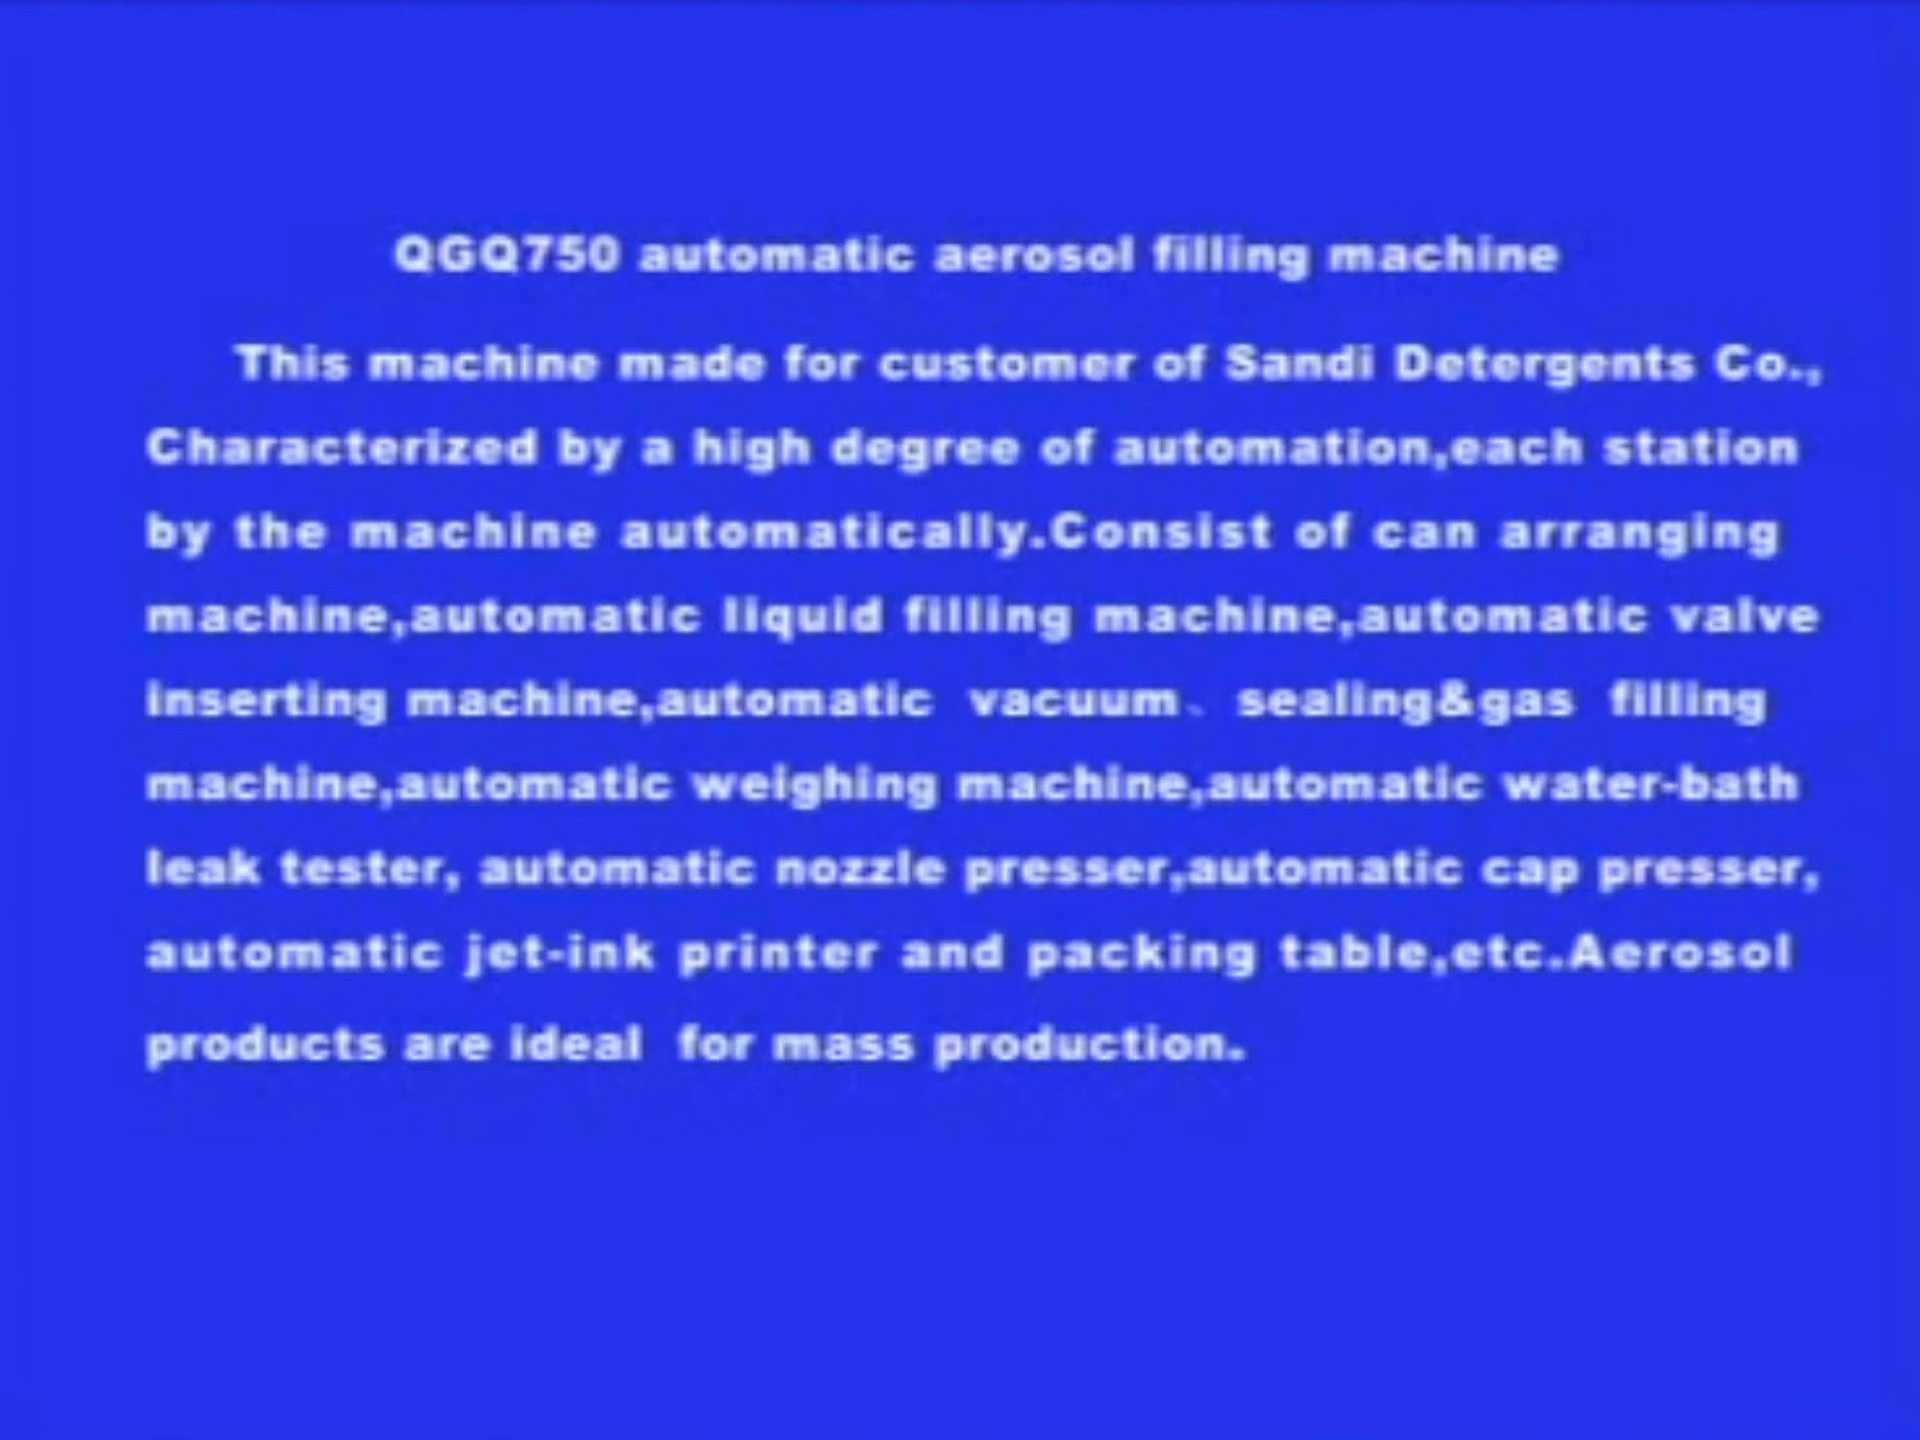 QGQ750 automatic aerosol filling machine
This machine made for customer of Sandi Detergents Co.,
Characterized by a high degree of automation,each station
by the machine automatically.Consist of can arranging
machine,automatic liquid filling machine,automatic valve
inserting machine,automatic vacuum、sealing&gas filling
machine,automatic weighing machine,automatic water-bath
leak tester, automatic nozzle presser,automatic cap presser,
automatic jet-ink printer and packing table,etc.Aerosol
products are ideal for mass production.